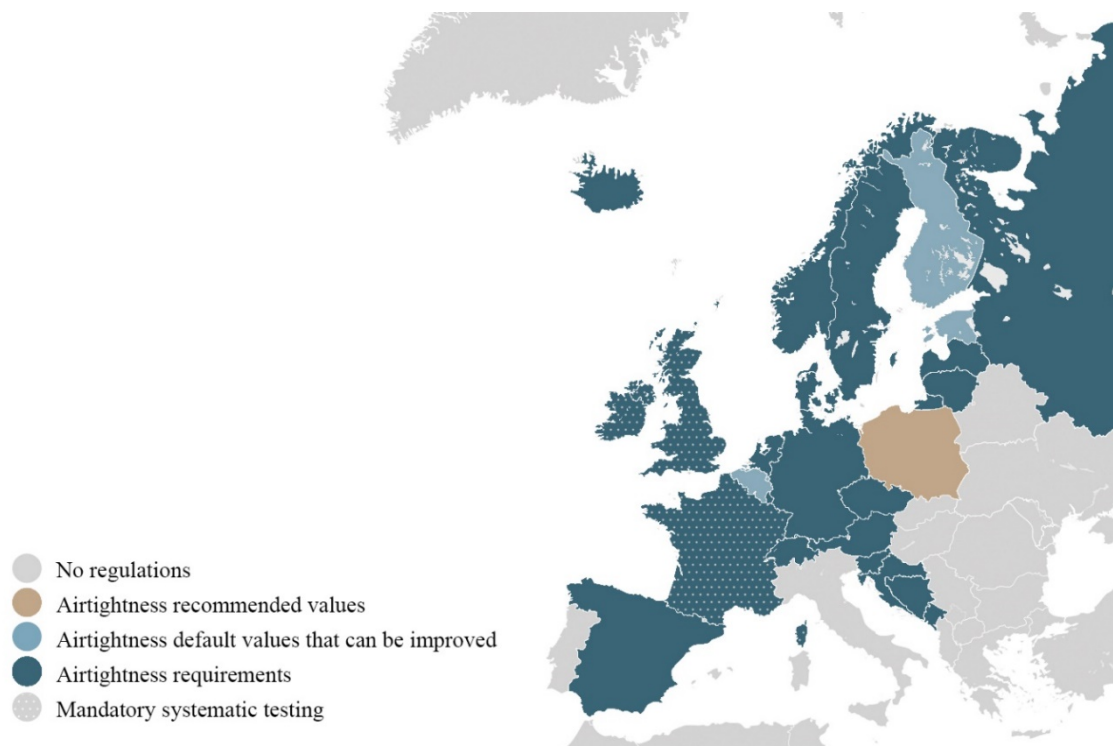 No regulations
Airtightness recommended values
Airtightness default values that can be improved
Airtightness requirements
Mandatory systematic testing